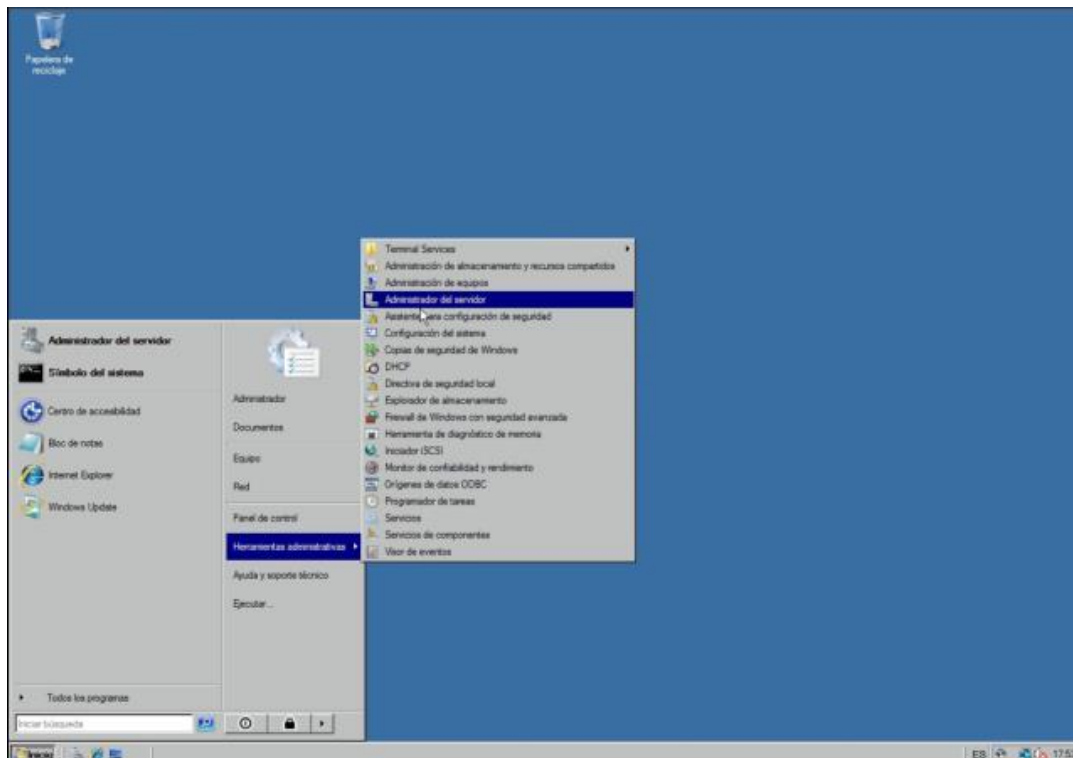 Papelera de
reciclaje
Terminal Services
Administración de almacenamiento y recursos compartidos
Administración de equipos
Administrador del servidor
Asistente para configuración de seguridad
Configuración del sistema
Copias de seguridad de Windows
DHCP
Directiva de seguridad local
Explorador de almacenamiento
Firewall de Windows con seguridad avanzada
Herramienta de diagnóstico de memoria
Iniciador iSCSI
Monitor de confiabilidad y rendimiento
Orígenes de datos ODBC
Programador de tareas
Servicios
Servicios de componentes
Visor de eventos
Administrador del servidor
Símbolo del sistema
Centro de accesibilidad
Bloc de notas
Internet Explorer
Windows Update
Todos los programas
Iniciar búsqueda
Administrador
Documentos
Equipo
Red
Panel de control
Herramientas administrativas
Ayuda y soporte técnico
Ejecutar...
Inicio
ES